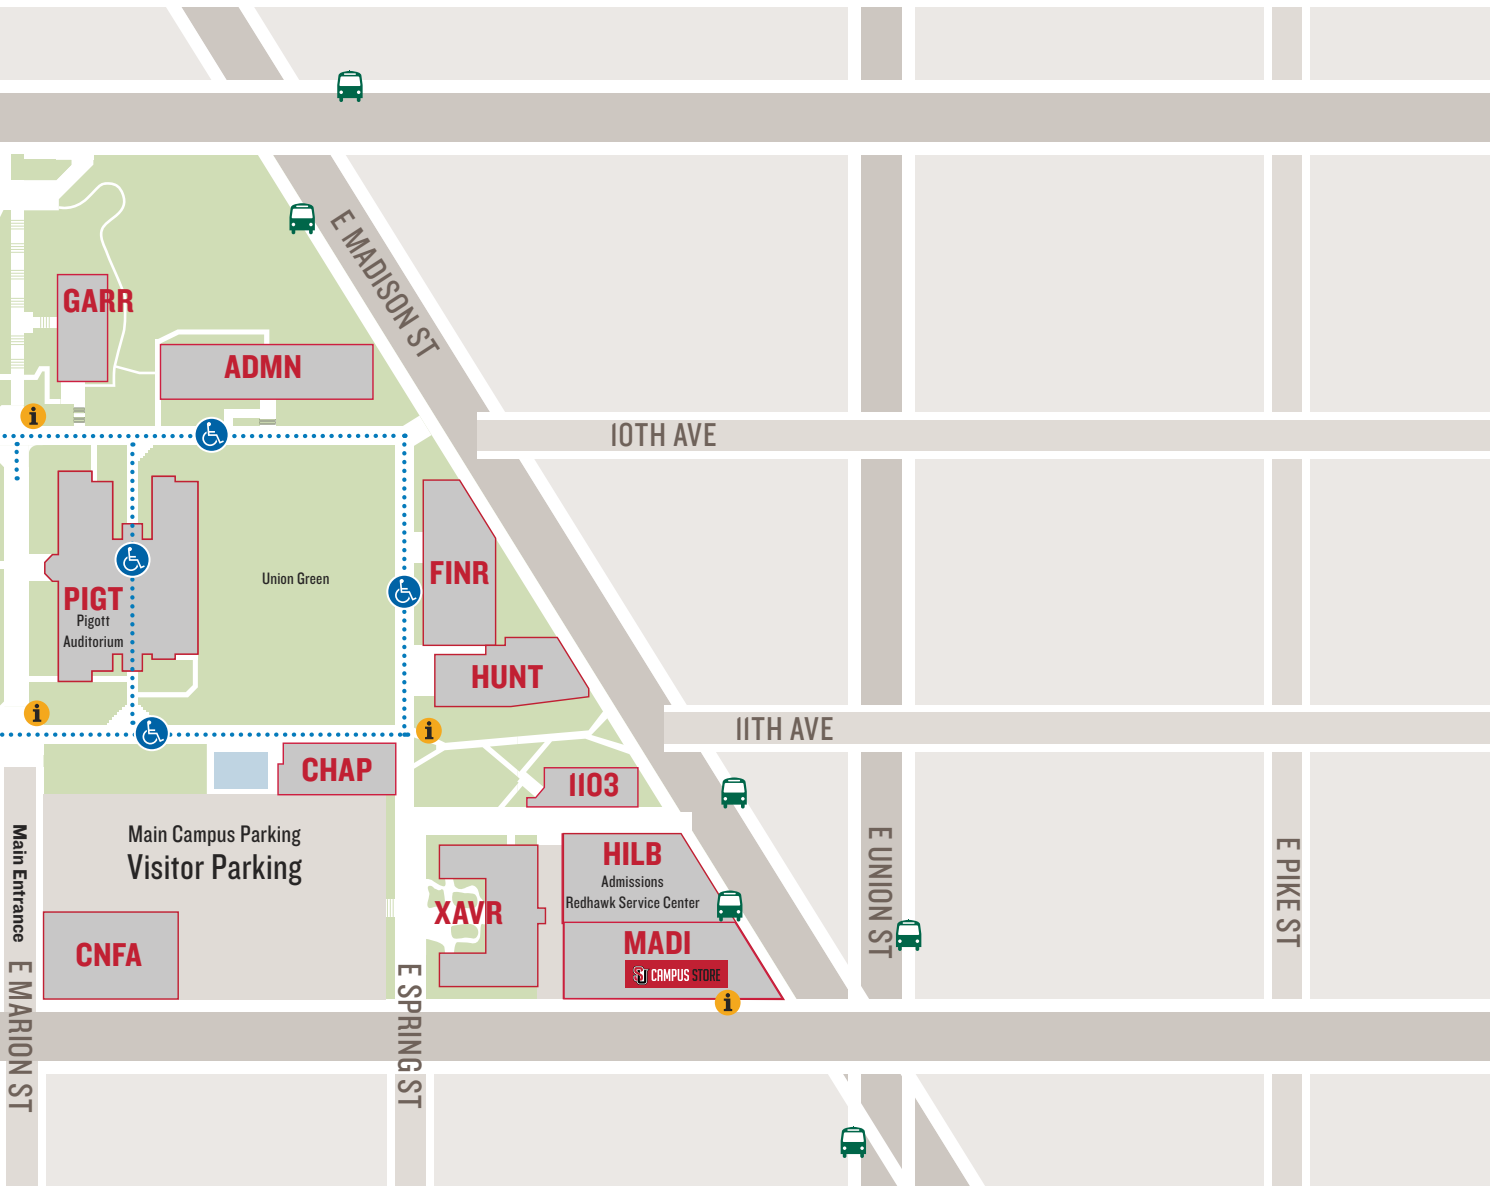 E MADISON ST
GARR
ADMN
i
10TH AVE
FINR
Union Green
PIGT
Pigott
Auditorium
HUNT
i
i
11TH AVE
CHAP
1103
Main Campus Parking
Visitor Parking
Main Entrance
HILB
Admissions
Redhawk Service Center
E UNION ST
E PIKE ST
XAVR
MADI
CNFA
SU CAMPUS STORE
i
E MARION ST
E SPRING ST